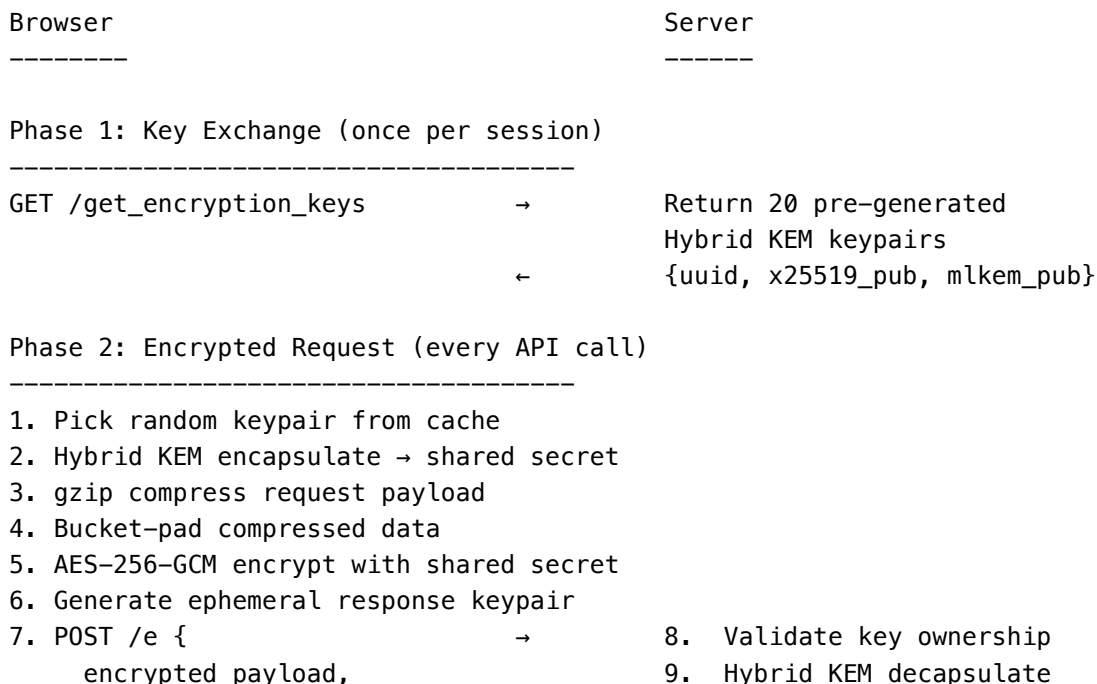 Browser                                     Server
--------                                    ------
Phase 1: Key Exchange (once per session)
--------------------------------------
GET /get_encryption_keys          →         Return 20 pre-generated
                                            Hybrid KEM keypairs
                                  ←         {uuid, x25519_pub, mlkem_pub}
Phase 2: Encrypted Request (every API call)
--------------------------------------
1. Pick random keypair from cache
2. Hybrid KEM encapsulate → shared secret
3. gzip compress request payload
4. Bucket-pad compressed data
5. AES-256-GCM encrypt with shared secret
6. Generate ephemeral response keypair
7. POST /e {                      →         8.  Validate key ownership
     encrypted payload,                     9.  Hybrid KEM decapsulate